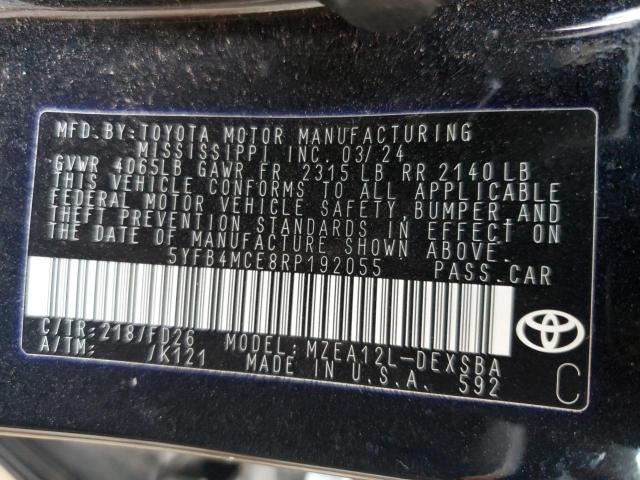 MFD.BY:TOYOTA MOTOR MANUFACTURING
MISSISSIPPI INC. 03/24
GVWR 4065LB GAWR FR 2315 LB RR 2140 LB
THIS VEHICLE CONFORMS TO ALL APPLICABLE
FEDERAL MOTOR VEHICLE SAFETY, BUMPER, AND
THEFT PREVENTION STANDARDS IN EFFECT ON
THE DATE OF MANUFACTURE SHOWN ABOVE.
5YFB4MCE8RP192055 PASS.CAR
C/TR:218/FD26 MODEL:MZEA12L-DEXSBA
A/TM: /K121 MADE IN U.S.A. 592
C